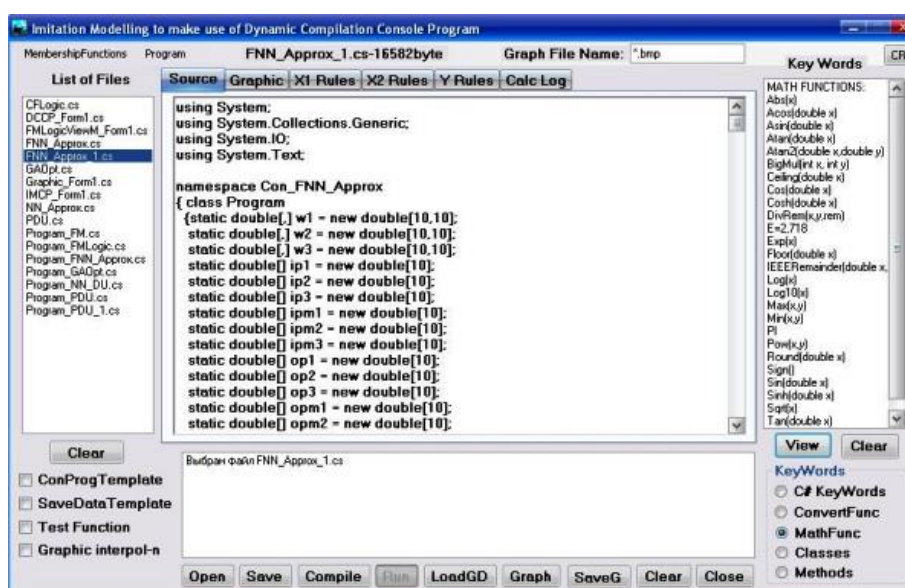 Imitation Modelling to make use of Dynamic Compilation Console Program
MembershipFunctions Program FNN_Approx_1.cs-16582byte Graph File Name: *.bmp
List of Files
CFLogic.cs
DCCP_Form1.cs
FMLogicViewM_Form1.cs
FNN_Approx.cs
FNN_Approx_1.cs
GAOpt.cs
Graphic_Form1.cs
IMCP_Form1.cs
NN_Approx.cs
PDU.cs
Program_FM.cs
Program_FMLogic.cs
Program_FNN_Approx.cs
Program_GAOpt.cs
Program_NN_DU.cs
Program_PDU.cs
Program_PDU_1.cs
Clear
ConProgTemplate
SaveDataTemplate
Test Function
Graphic interpol-n
Source Graphic X1 Rules X2 Rules Y Rules Calc Log
using System;
using System.Collections.Generic;
using System.IO;
using System.Text;
namespace Con_FNN_Approx
{ class Program
{static double[,] w1 = new double[10,10];
static double[,] w2 = new double[10,10];
static double[,] w3 = new double[10,10];
static double[] ip1 = new double[10];
static double[] ip2 = new double[10];
static double[] ip3 = new double[10];
static double[] ipm1 = new double[10];
static double[] ipm2 = new double[10];
static double[] ipm3 = new double[10];
static double[] op1 = new double[10];
static double[] op2 = new double[10];
static double[] op3 = new double[10];
static double[] opm1 = new double[10];
static double[] opm2 = new double[10];
Выбран файл FNN_Approx_1.cs
Open Save Compile Run LoadGD Graph SaveG Clear Close
Key Words
CR
MATH FUNCTIONS:
Abs(x)
Acos(double x)
Asin(double x)
Atan(double x)
Atan2(double x,double y)
BigMul(int x, int y)
Ceiling(double x)
Cos(double x)
Cosh(double x)
DivRem(x,y,rem)
E=2,718
Exp(x)
Floor(double x)
IEEERemainder(double x,
Log(x)
Log10(x)
Max(x,y)
Min(x,y)
PI
Pow(x,y)
Round(double x)
Sign()
Sin(double x)
Sinh(double x)
Sqrt(x)
Tan(double x)
View Clear
KeyWords
C# KeyWords
ConvertFunc
MathFunc
Classes
Methods